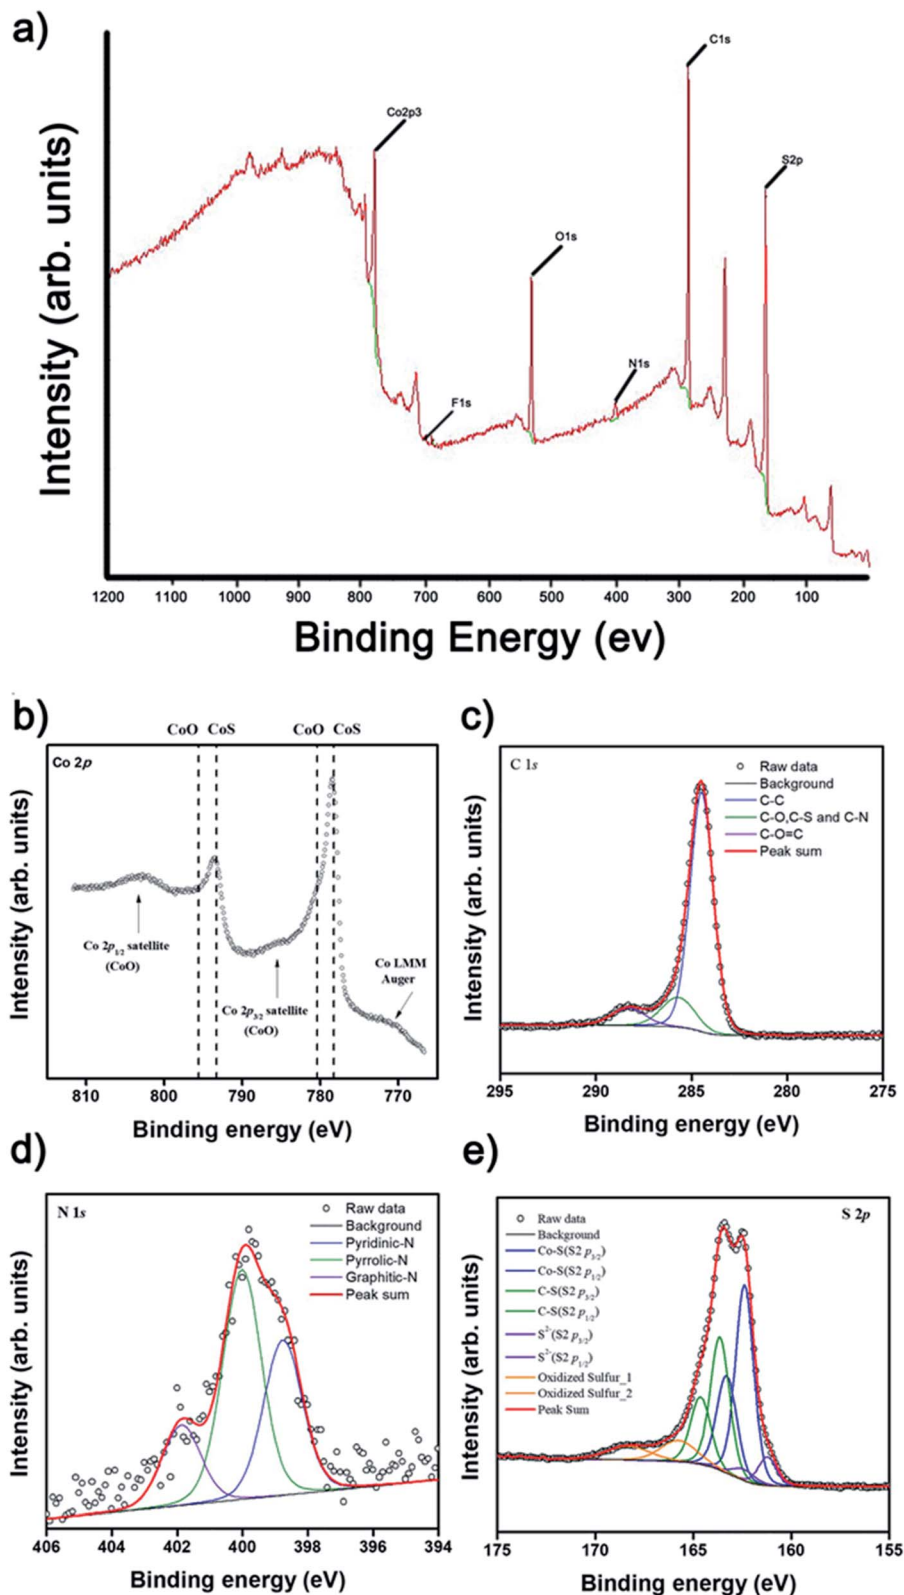 a)
Intensity (arb. units)
Co2p3
F1s
O1s
N1s
C1s
S2p
1200 1100 1000 900 800 700 600 500 400 300 200 100
Binding Energy (ev)
b)
CoO CoS CoO CoS
Co 2p
Intensity (arb. units)
Co 2p1/2 satellite
(CoO)
Co 2p3/2 satellite
(CoO)
Co LMM
Auger
810 800 790 780 770
Binding energy (eV)
c)
C 1s
Raw data
Background
C-C
C-O,C-S and C-N
C-O=C
Peak sum
Intensity (arb. units)
295 290 285 280 275
Binding energy (eV)
d)
N 1s
Raw data
Background
Pyridinic-N
Pyrrolic-N
Graphitic-N
Peak sum
Intensity (arb. units)
406 404 402 400 398 396 394
Binding energy (eV)
e)
S 2p
Raw data
Background
Co-S(S2 p3/2)
Co-S(S2 p1/2)
C-S(S2 p3/2)
C-S(S2 p1/2)
S2-(S2 p3/2)
S2-(S2 p1/2)
Oxidized Sulfur_1
Oxidized Sulfur_2
Peak Sum
Intensity (arb. units)
175 170 165 160 155
Binding energy (eV)